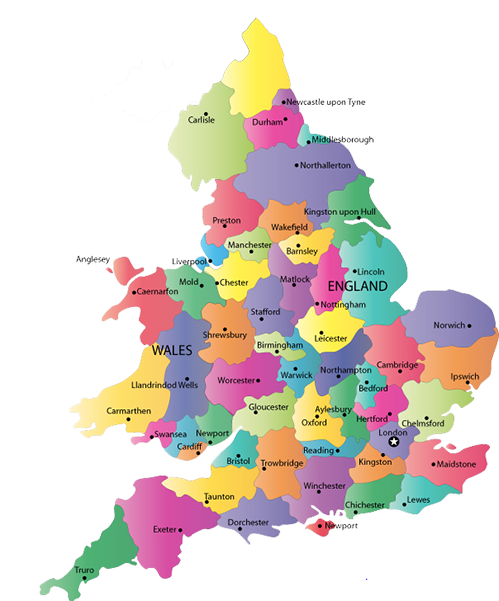 Newcastle upon Tyne
Carlisle
Durham
Middlesborough
Northallerton
Preston
Kingston upon Hull
Wakefield
Manchester
Barnsley
Anglesey
Liverpool
Lincoln
Mold
Chester
Matlock
ENGLAND
Caernarfon
Nottingham
Stafford
Norwich
Shrewsbury
Leicester
Birmingham
WALES
Cambridge
Warwick
Northampton
Ipswich
Llandrindod Wells
Worcester
Bedford
Carmarthen
Gloucester
Aylesbury
Oxford
Hertford
Chelmsford
Swansea
Newport
London
Cardiff
Reading
Bristol
Trowbridge
Kingston
Maidstone
Winchester
Taunton
Chichester
Lewes
Exeter
Dorchester
Newport
Truro